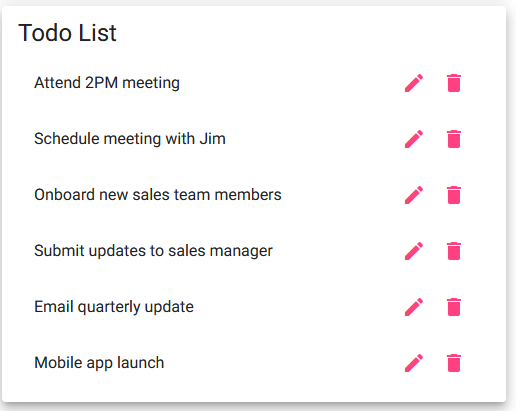 Todo List
Attend 2PM meeting
Schedule meeting with Jim
Onboard new sales team members
Submit updates to sales manager
Email quarterly update
Mobile app launch